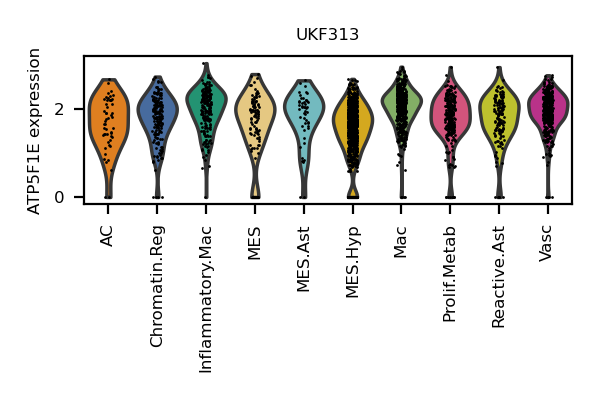 UKF313
ATP5F1E expression
2
0
AC
Chromatin.Reg
Inflammatory.Mac
MES
MES.Ast
MES.Hyp
Mac
Prolif.Metab
Reactive.Ast
Vasc